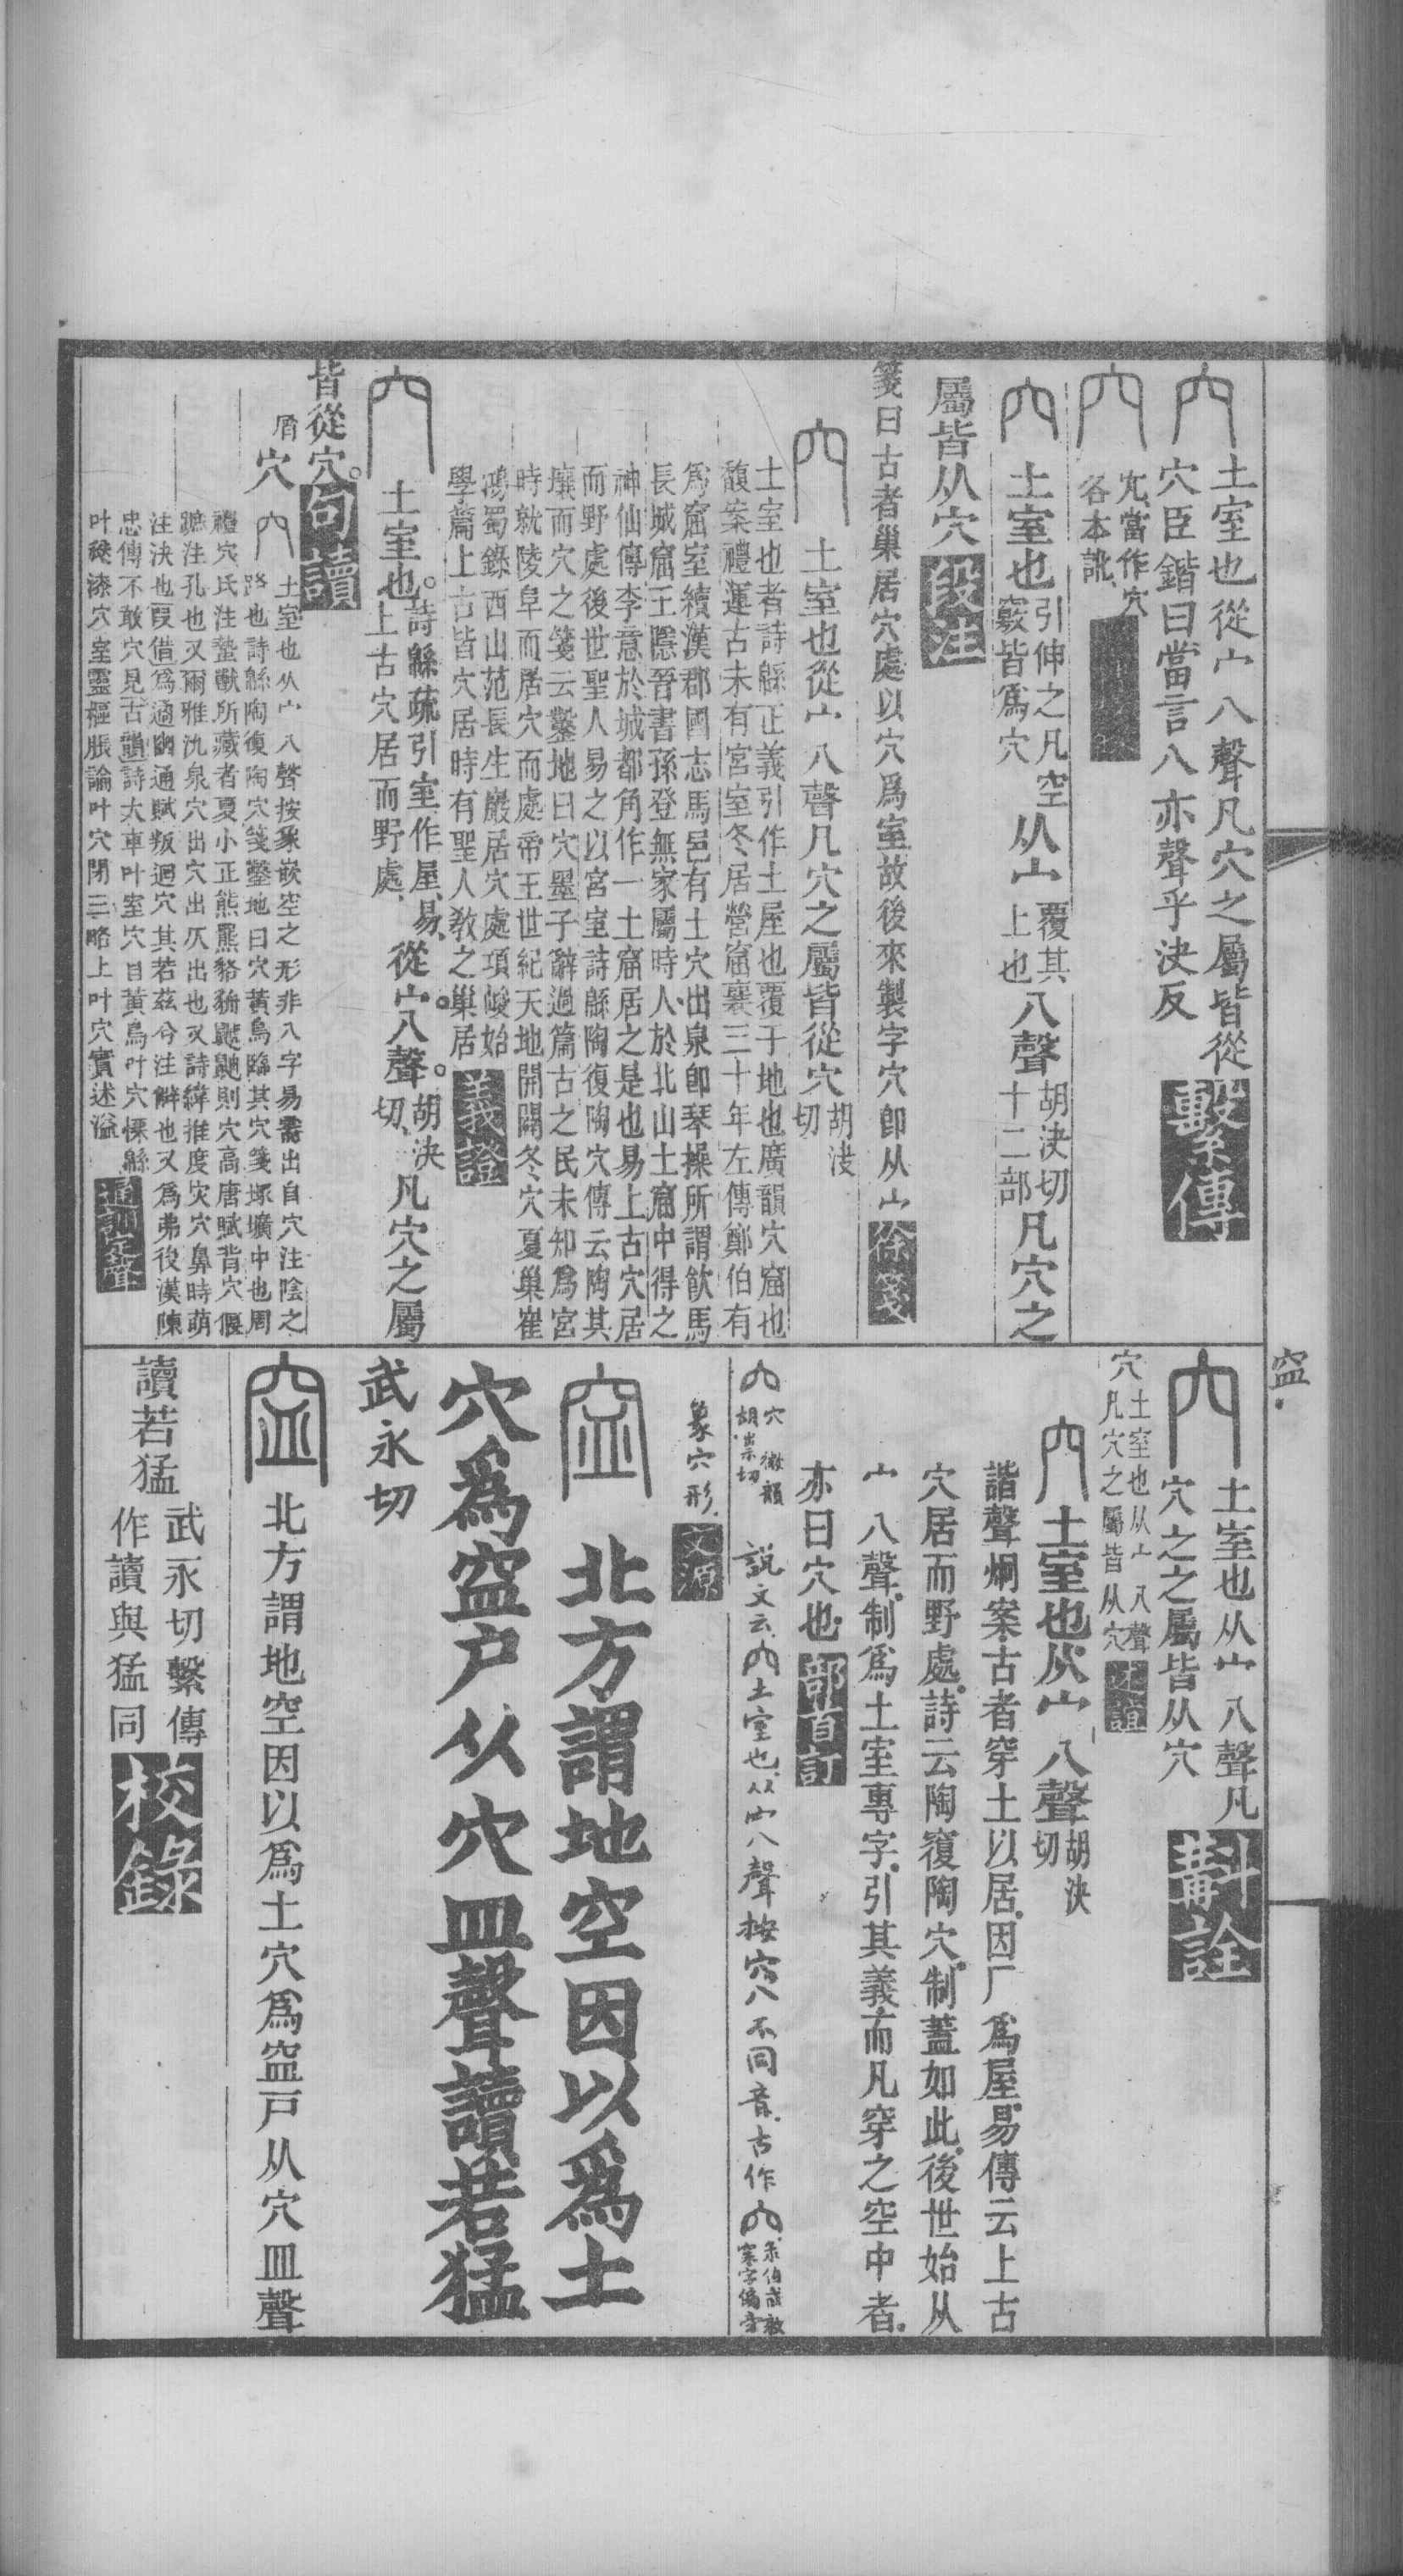 土室也從宀八聲凡穴之屬皆從
穴臣鍇曰當言八亦聲乎決反
繫傳
當作穴
各本訛
土室也
引伸之凡空
竅皆爲穴
从宀
覆其
上也
八聲
胡決切
十二部
凡穴之
屬皆从穴
段注
箋曰古者巢居穴處以穴爲室故後來製字穴卽从宀
徐箋
土室也從宀八聲凡穴之屬皆從穴
胡決
切
土室也者詩緜正義引作土屋也覆于地也廣韻穴窟也
馥案禮運古未有宮室冬居營窟襄三十年左傳鄭伯有
爲窟室續漢郡國志馬邑有土穴出泉卽琴操所謂飲馬
長城窟王隱晉書孫登無家屬時人於北山土窟中得之
神仙傳李意於城都角作一土窟居之是也易上古穴居
而野處後世聖人易之以宮室詩緜陶復陶穴傳云陶其
壤而穴之箋云鑿地曰穴墨子辭過篇古之民未知爲宮
時就陵阜而居穴而處帝王世紀天地開闢冬穴夏巢崔
鴻蜀錄西山范長生巖居穴處項峻始
學篇上古皆穴居時有聖人敎之巢居
義證
土室也。
詩緜疏引室作屋、易、
上古穴居而野處、
從宀。八聲。
胡決
切、
凡穴之屬
皆從穴。
句讀
屑
穴
土室也从宀八聲按象嵌空之形非八字易需出自穴注陰之
路也詩緜陶復陶穴箋鑿地曰穴黃鳥臨其穴箋塚壙中也周
禮穴氏注蟄獸所藏者夏小正熊羆貉貓鼬則穴高唐賦背穴偃
蹠注孔也又爾雅氿泉穴出穴出仄出也又詩緯推度災穴鼻時萌
注決也叚借爲遹幽通賦叛迴穴其若茲兮注僻也又爲弗後漢陳
忠傳不敢穴見古韻詩大車叶室穴日黃鳥叶穴慄緜
叶瓞漆穴室靈樞脹論叶穴閉三略上叶穴實述溢
通訓定聲
盇
土室也从宀八聲凡
穴之之屬皆从穴
斠詮
穴
土室也从宀八聲
凡穴之屬皆从穴
述誼
土室也从宀八聲
胡決
切
諧聲炯案古者穿土以居因厂爲屋易傳云上古
穴居而野處詩云陶復陶穴制蓋如此後世始从
宀八聲制爲土室專字引其義而凡穿之空中者
亦曰穴也
部首訂
穴
微韻
說文云
土室也从宀八聲按穴八不同音古作
象穴形
文源
北方謂地空因以爲土
穴爲盇戶从穴皿聲讀若猛
武永切
北方謂地空因以爲土穴爲盇戶从穴皿聲
讀若猛
武永切繫傳
作讀與猛同
校錄